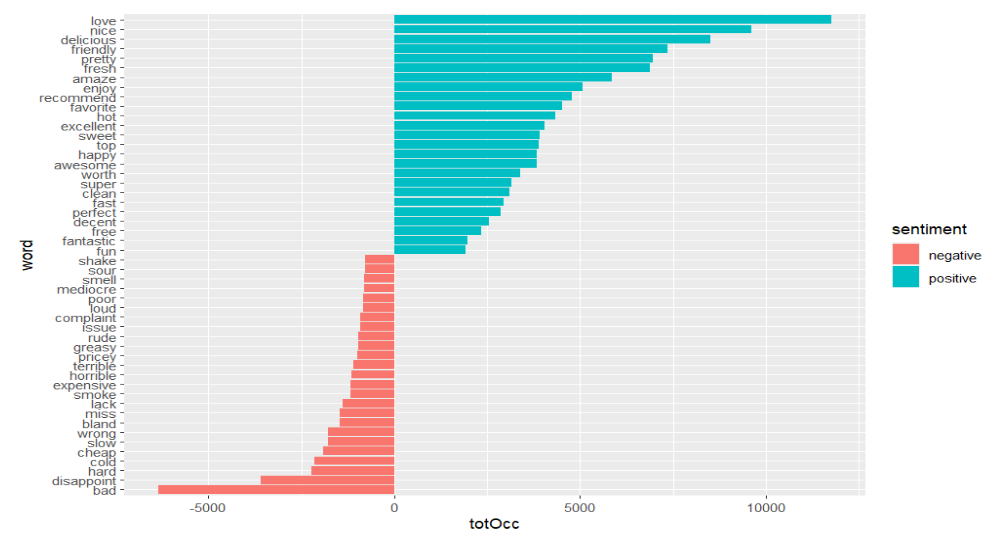 love
nice
delicious
friendly
pretty
fresh
amaze
enjoy
recommend
favorite
hot
excellent
sweet
top
happy
awesome
worth
super
clean
fast
perfect
decent
free
fantastic
fun
shake
sour
smell
mediocre
poor
loud
complaint
issue
rude
greasy
pricey
terrible
horrible
expensive
smoke
lack
miss
bland
wrong
slow
cheap
cold
hard
disappoint
bad
word
-5000 0 5000 10000
totOcc
sentiment
negative
positive